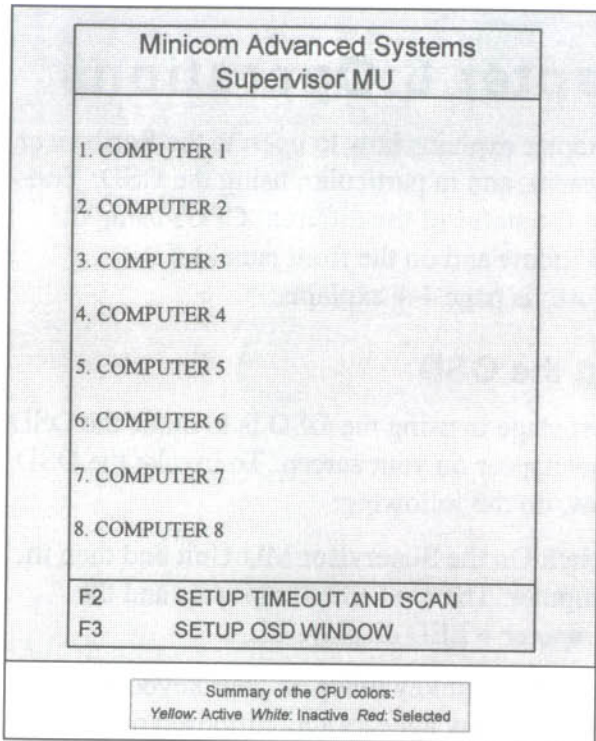 Minicom Advanced Systems
Supervisor MU
1. COMPUTER 1
2. COMPUTER 2
3. COMPUTER 3
4. COMPUTER 4
5. COMPUTER 5
6. COMPUTER 6
7. COMPUTER 7
8. COMPUTER 8
F2 SETUP TIMEOUT AND SCAN
F3 SETUP OSD WINDOW
Summary of the CPU colors:
Yellow: Active White: Inactive Red: Selected